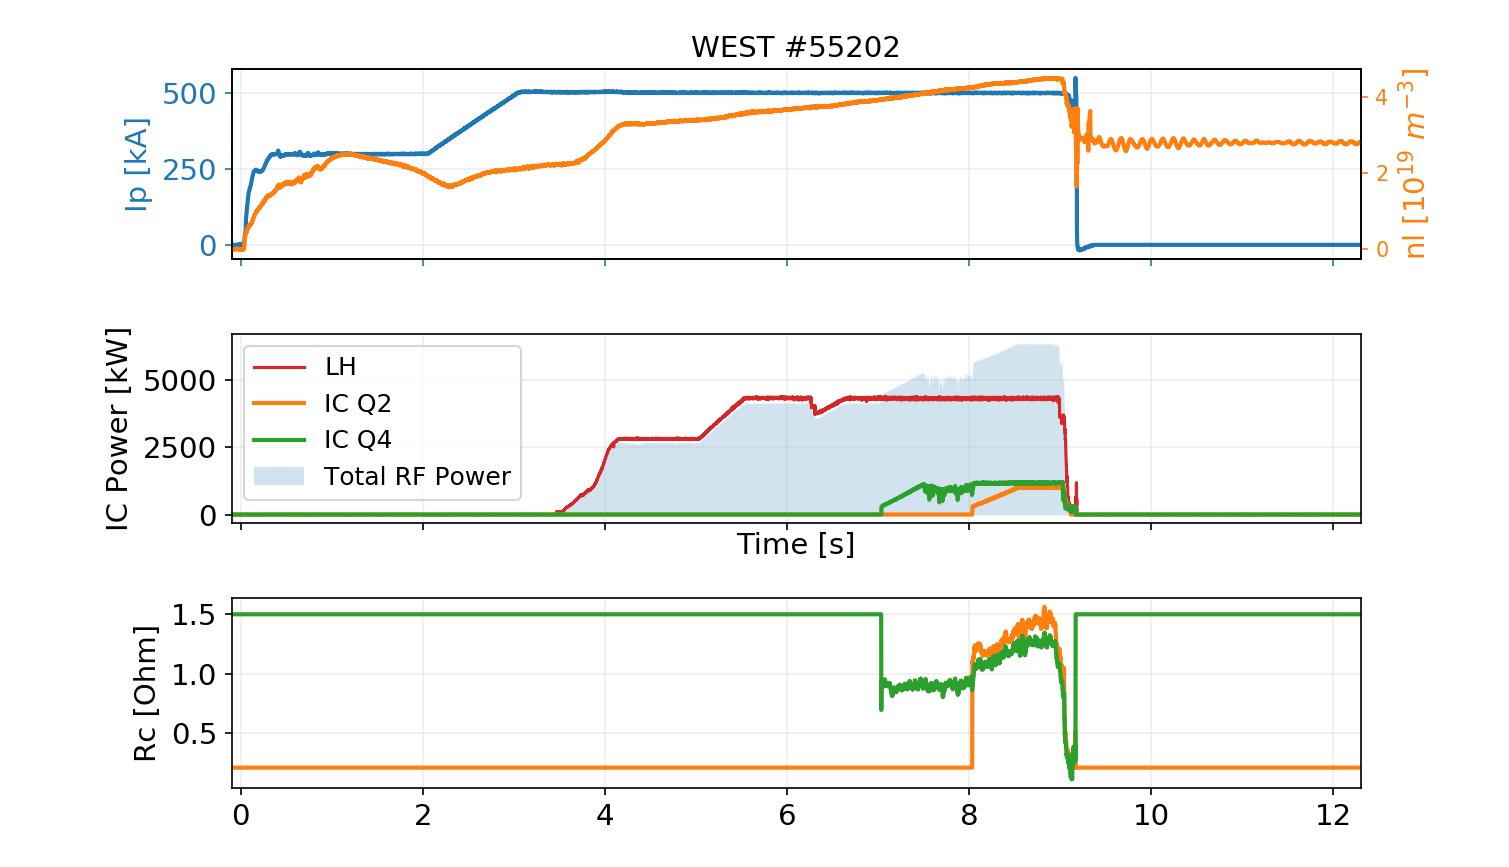 WEST #55202
500
250
0
Ip [kA]
4
2
0
nl [10¹⁹ m⁻³]
IC Power [kW]
5000
2500
0
LH
IC Q2
IC Q4
Total RF Power
Time [s]
Rc [Ohm]
1.5
1.0
0.5
0 2 4 6 8 10 12